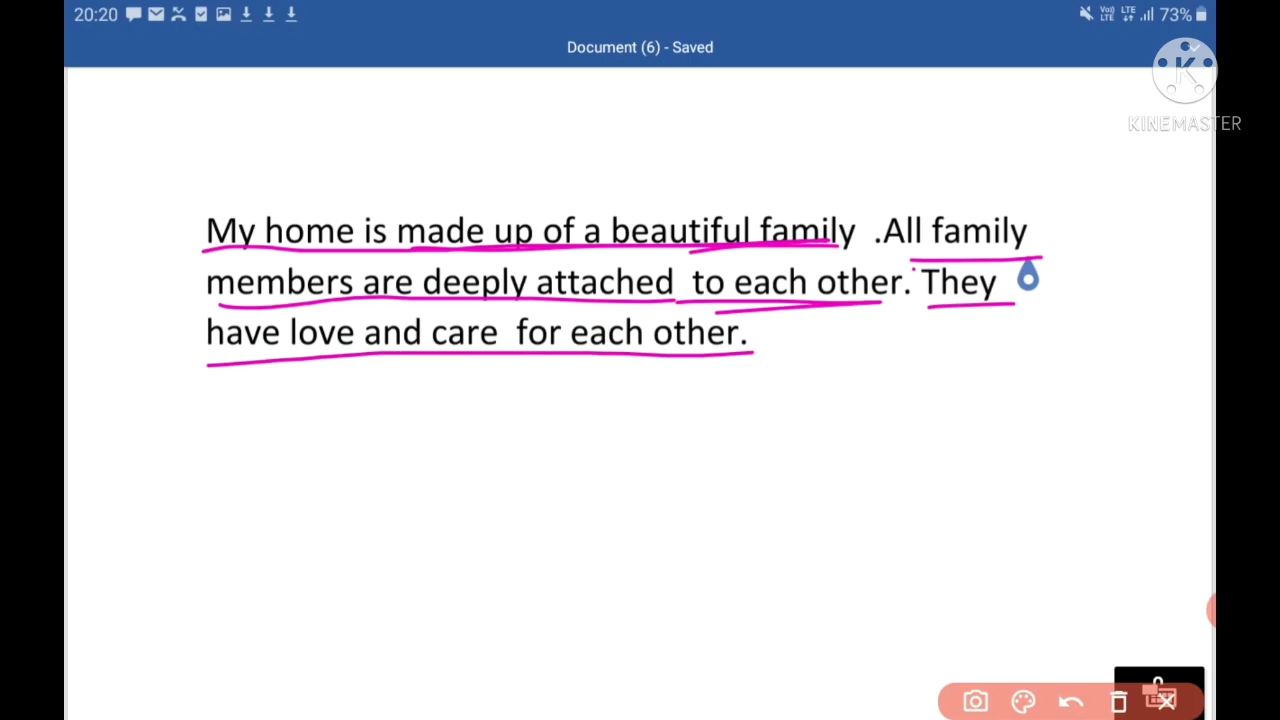 20:20
LTE 73%
Document (6) - Saved
KINEMASTER
My home is made up of a beautiful family .All family
members are deeply attached to each other. They
have love and care for each other.